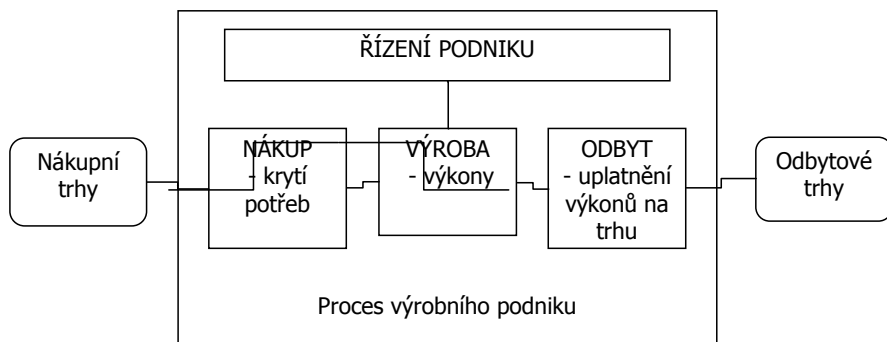 ŘÍZENÍ PODNIKU
Nákupní
trhy
NÁKUP
- krytí
potřeb
VÝROBA
- výkony
ODBYT
- uplatnění
výkonů na
trhu
Odbytové
trhy
Proces výrobního podniku